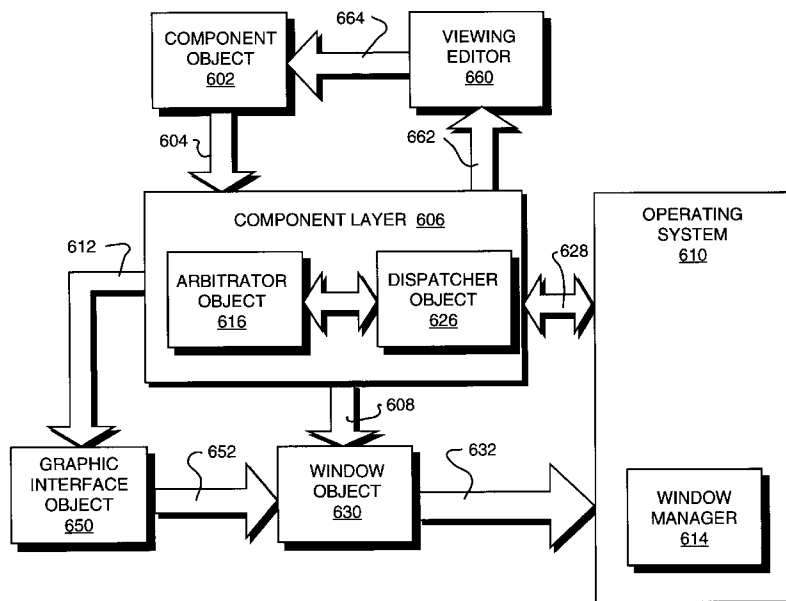 COMPONENT
OBJECT
602
664
VIEWING
EDITOR
660
604
662
COMPONENT LAYER 606
OPERATING
SYSTEM
610
612
628
ARBITRATOR
OBJECT
616
DISPATCHER
OBJECT
626
608
GRAPHIC
INTERFACE
OBJECT
650
652
WINDOW
OBJECT
630
632
WINDOW
MANAGER
614